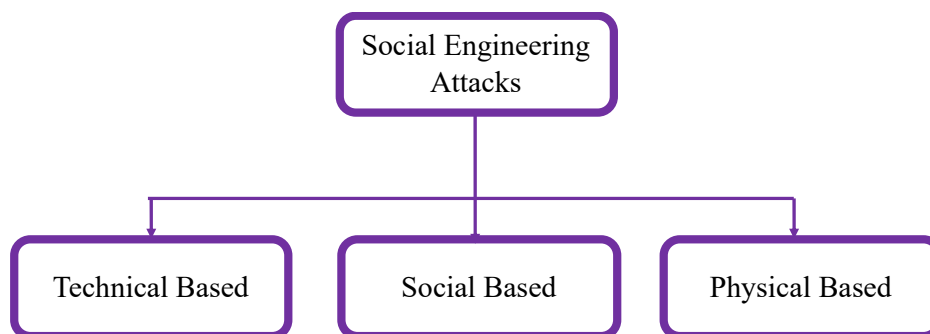 Social Engineering
Attacks
Technical Based
Social Based
Physical Based